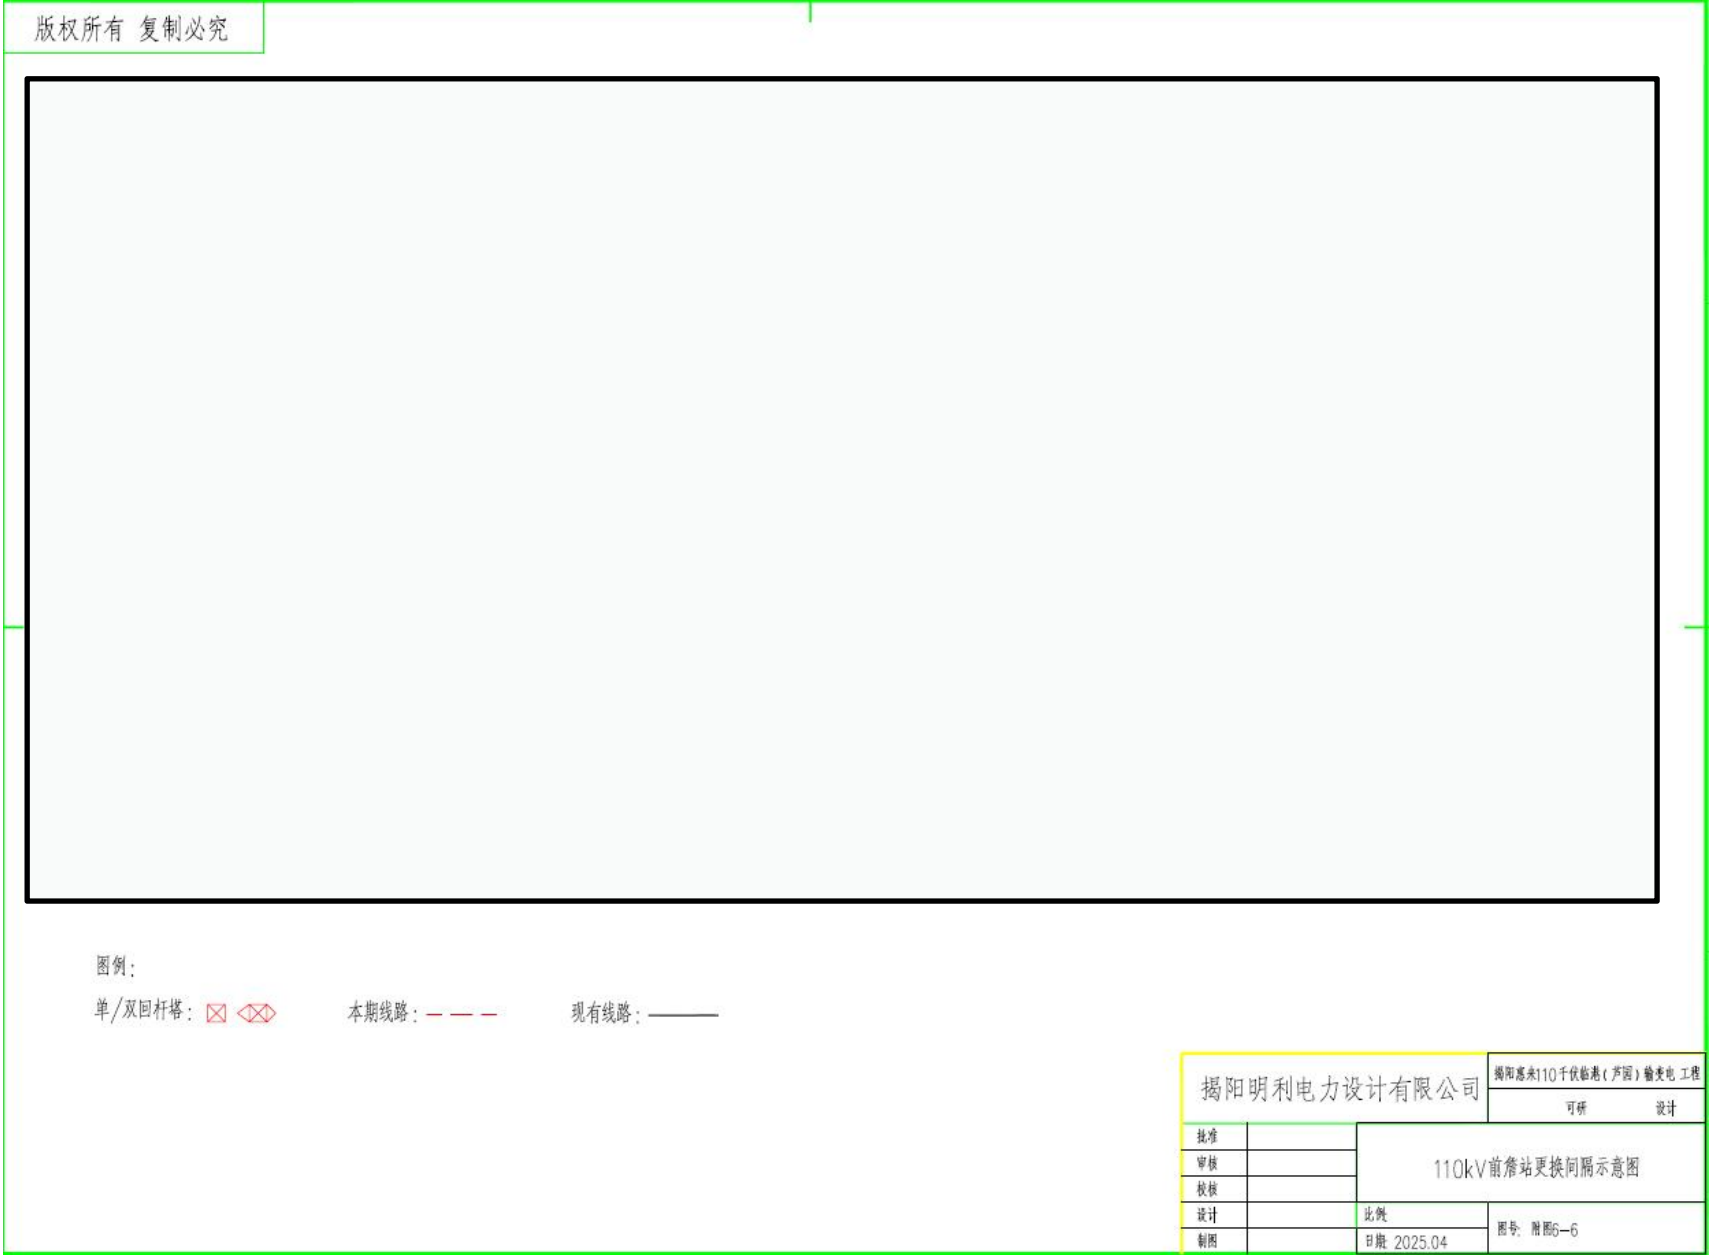 版权所有 复制必究
图例：
单/双回杆塔： 本期线路： 现有线路：
揭阳明利电力设计有限公司
揭阳惠来110千伏临港（芦园）输变电 工程
可研 设计
批准
审核
校核
设计
制图
110kV前詹站更换间隔示意图
比例
日期 2025.04
图号: 附图6-6